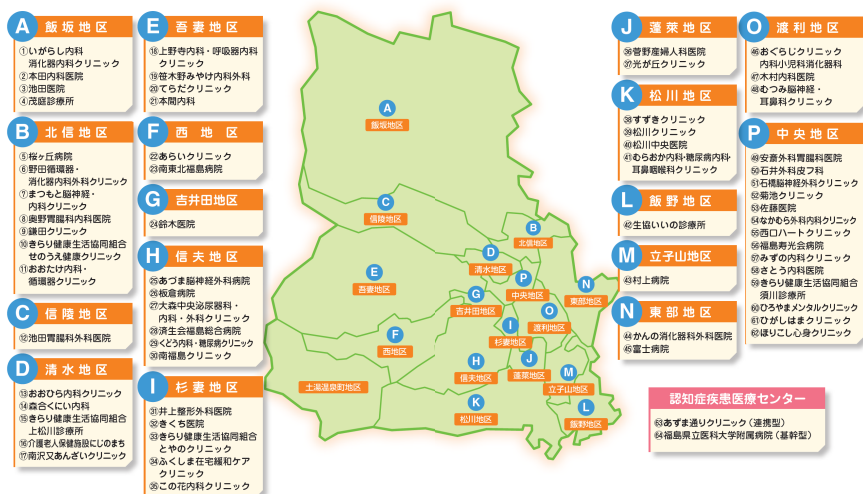 A 飯坂地区
①いがらし内科
消化器内科クリニック
②本田内科医院
③池田医院
④茂庭診療所
B 北信地区
⑤桜ヶ丘病院
⑥野田循環器・
消化器内科外科クリニック
⑦まつもと脳神経・
内科クリニック
⑧奥野胃腸科内科医院
⑨鎌田クリニック
⑩きらり健康生活協同組合
せのうえ健康クリニック
⑪おおたけ内科・
循環器クリニック
C 信陵地区
⑫池田胃腸科外科医院
D 清水地区
⑬おおひら内科クリニック
⑭森合くにい内科
⑮きらり健康生活協同組合
上松川診療所
⑯介護老人保健施設にじのまち
⑰南沢又あんざいクリニック
E 吾妻地区
⑱上野寺内科・呼吸器内科
クリニック
⑲笹木野みやけ内科外科
⑳てらだクリニック
㉑本間内科
F 西地区
㉒あらいクリニック
㉓南東北福島病院
G 吉井田地区
㉔鈴木医院
H 信夫地区
㉕あづま脳神経外科病院
㉖板倉病院
㉗大森中央泌尿器科・
内科・外科クリニック
㉘済生会福島総合病院
㉙くどう内科・糖尿病クリニック
㉚南福島クリニック
I 杉妻地区
㉛井上整形外科医院
㉜きくち医院
㉝きらり健康生活協同組合
とやのクリニック
㉞ふくしま在宅緩和ケア
クリニック
㉟この花内科クリニック
A
飯坂地区
C
信陵地区
B
北信地区
D
清水地区
E
吾妻地区
P
中央地区
N
東部地区
G
吉井田地区
O
渡利地区
I
杉妻地区
F
西地区
H
信夫地区
J
蓬萊地区
M
立子山地区
土湯温泉町地区
K
松川地区
L
飯野地区
J 蓬萊地区
㊱菅野産婦人科医院
㊲光が丘クリニック
K 松川地区
㊳すずきクリニック
㊴松川クリニック
㊵松川中央医院
㊶むらおか内科・糖尿病内科・
耳鼻咽喉科クリニック
L 飯野地区
㊷生協いいの診療所
M 立子山地区
㊸村上病院
N 東部地区
㊹かんの消化器科外科医院
㊺富士病院
O 渡利地区
㊻おぐらじクリニック
内科小児科消化器科
㊼木村内科医院
㊽むつみ脳神経・
耳鼻科クリニック
P 中央地区
㊾安斎外科胃腸科医院
㊿石井外科皮フ科
51石橋脳神経外科クリニック
52菊池クリニック
53佐藤医院
54なかむら外科内科クリニック
55西口ハートクリニック
56福島寿光会病院
57みずの内科クリニック
58さとう内科医院
59きらり健康生活協同組合
須川診療所
60ひろやまメンタルクリニック
61ひがしはまクリニック
62ほりこし心身クリニック
認知症疾患医療センター
63あずま通りクリニック（連携型）
64福島県立医科大学附属病院（基幹型）